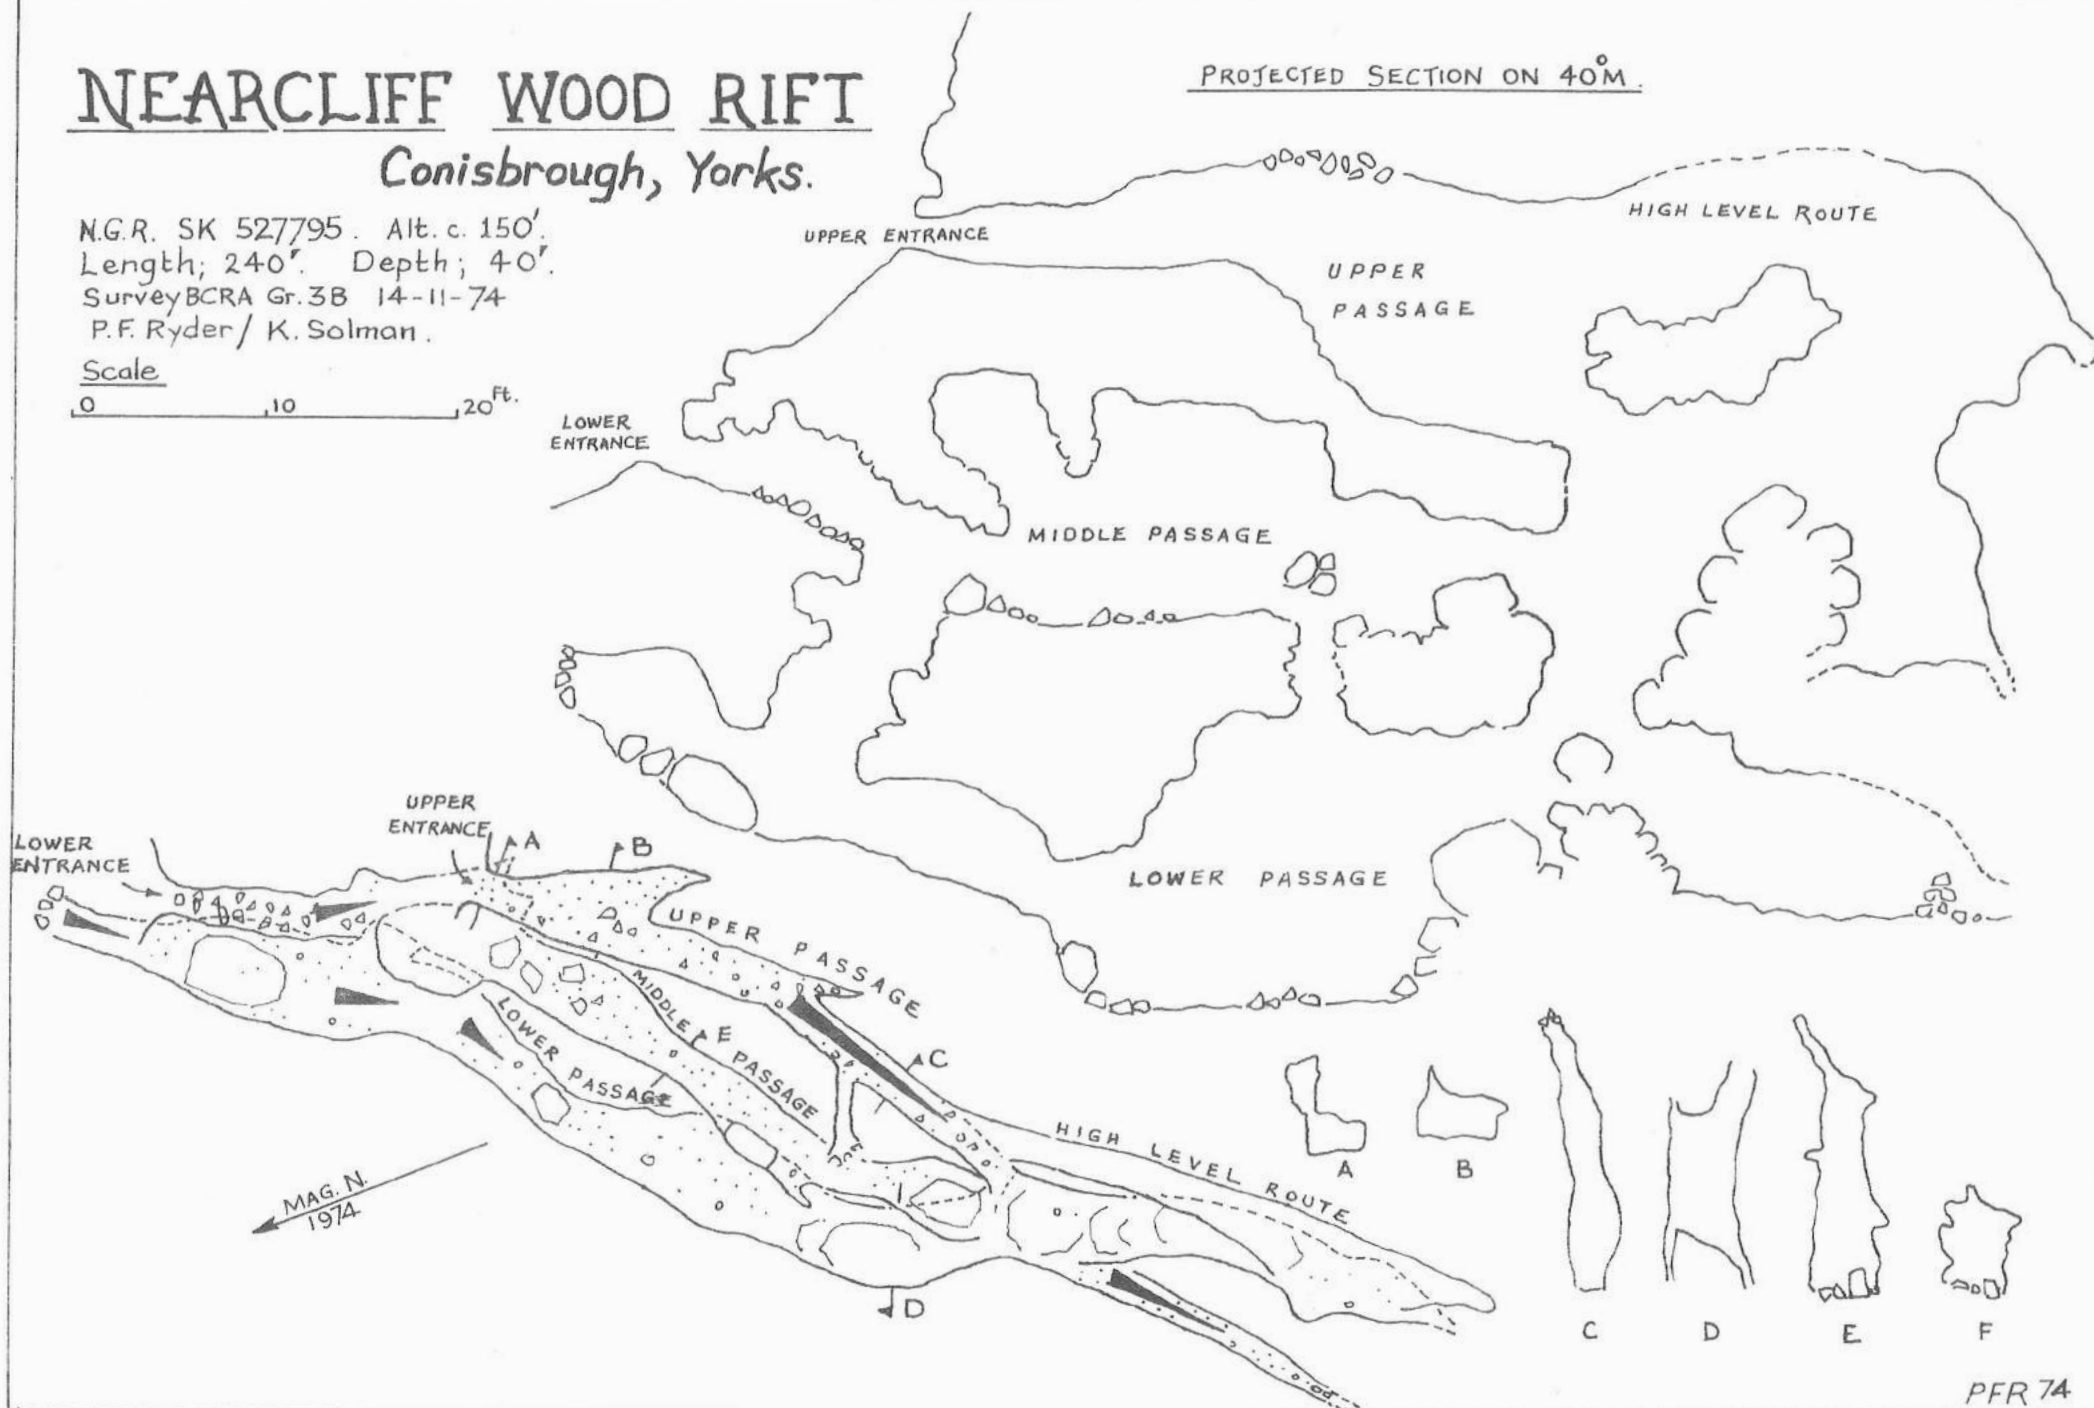 NEARCLIFF WOOD RIFT
Conisbrough, Yorks.
N.G.R. SK 527795. Alt. c. 150'.
Length; 240'. Depth; 40'.
Survey BCRA Gr. 3B 14-11-74
P.F. Ryder / K. Solman.
Scale
0 10 20 Ft.
PROJECTED SECTION ON 40°M.
HIGH LEVEL ROUTE
UPPER ENTRANCE
UPPER
PASSAGE
LOWER
ENTRANCE
MIDDLE PASSAGE
LOWER PASSAGE
UPPER
ENTRANCE
LOWER
ENTRANCE
A
B
UPPER PASSAGE
MIDDLE PASSAGE
E
LOWER PASSAGE
C
HIGH LEVEL ROUTE
D
MAG. N.
1974
A
B
C
D
E
F
PFR 74